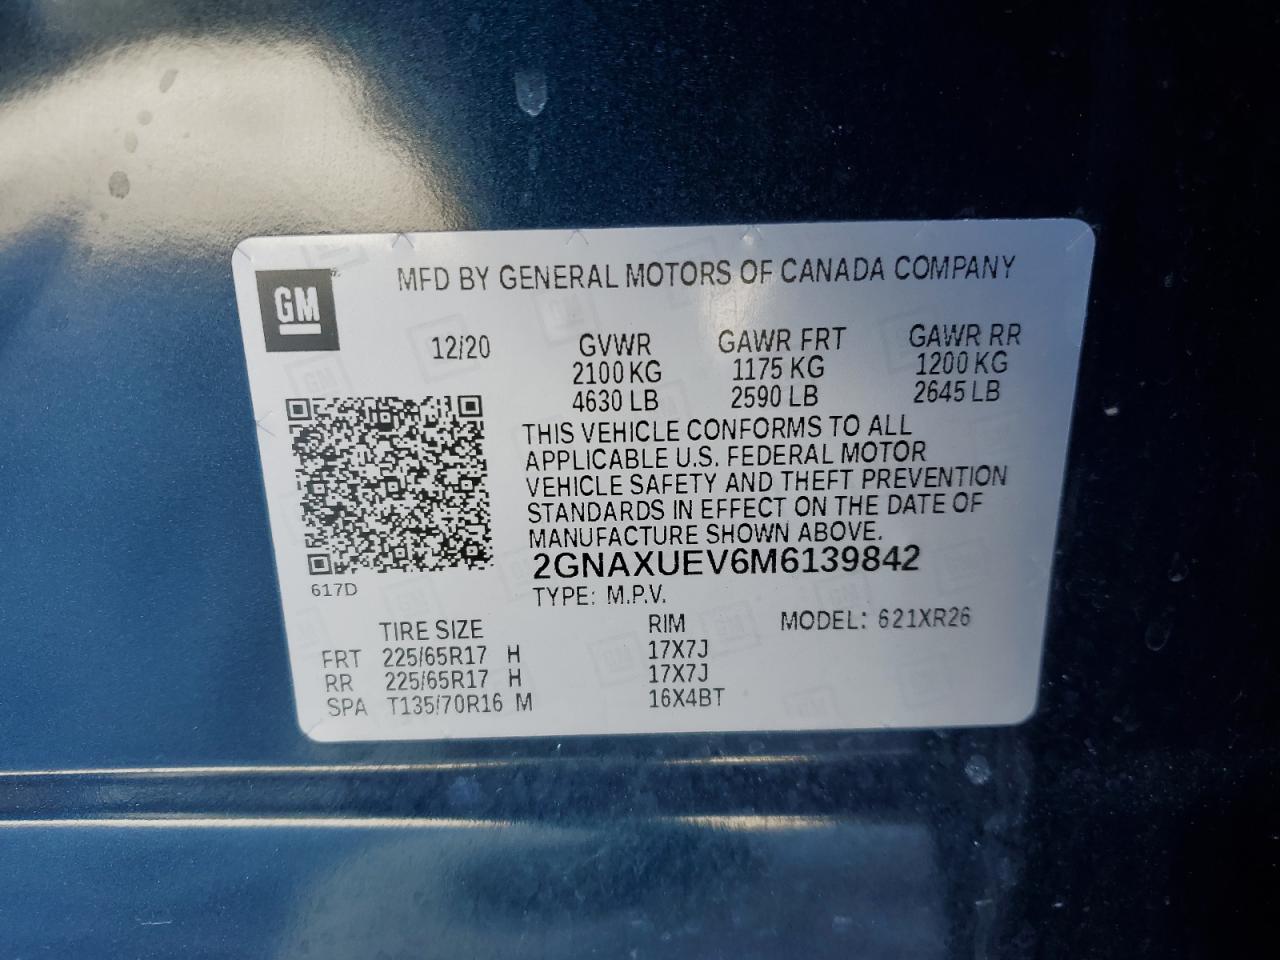 MFD BY GENERAL MOTORS OF CANADA COMPANY
GM
12/20
GVWR GAWR FRT GAWR RR
2100 KG 1175 KG 1200 KG
4630 LB 2590 LB 2645 LB
THIS VEHICLE CONFORMS TO ALL
APPLICABLE U.S. FEDERAL MOTOR
VEHICLE SAFETY AND THEFT PREVENTION
STANDARDS IN EFFECT ON THE DATE OF
MANUFACTURE SHOWN ABOVE.
2GNAXUEV6M6139842
617D
TYPE: M.P.V.
TIRE SIZE RIM MODEL: 621XR26
FRT 225/65R17 H 17X7J
RR 225/65R17 H 17X7J
SPA T135/70R16 M 16X4BT